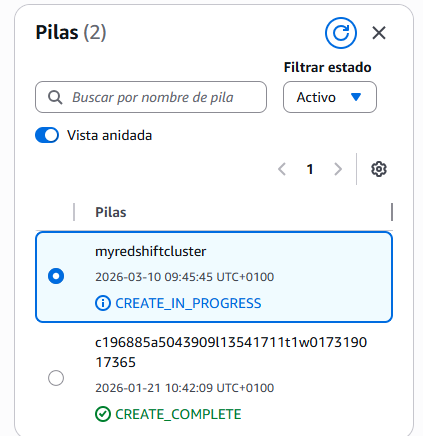 Pilas (2)
Filtrar estado
Buscar por nombre de pila
Activo
Vista anidada
1
Pilas
myredshiftcluster
2026-03-10 09:45:45 UTC+0100
CREATE_IN_PROGRESS
c196885a5043909l13541711t1w0173190
17365
2026-01-21 10:42:09 UTC+0100
CREATE_COMPLETE